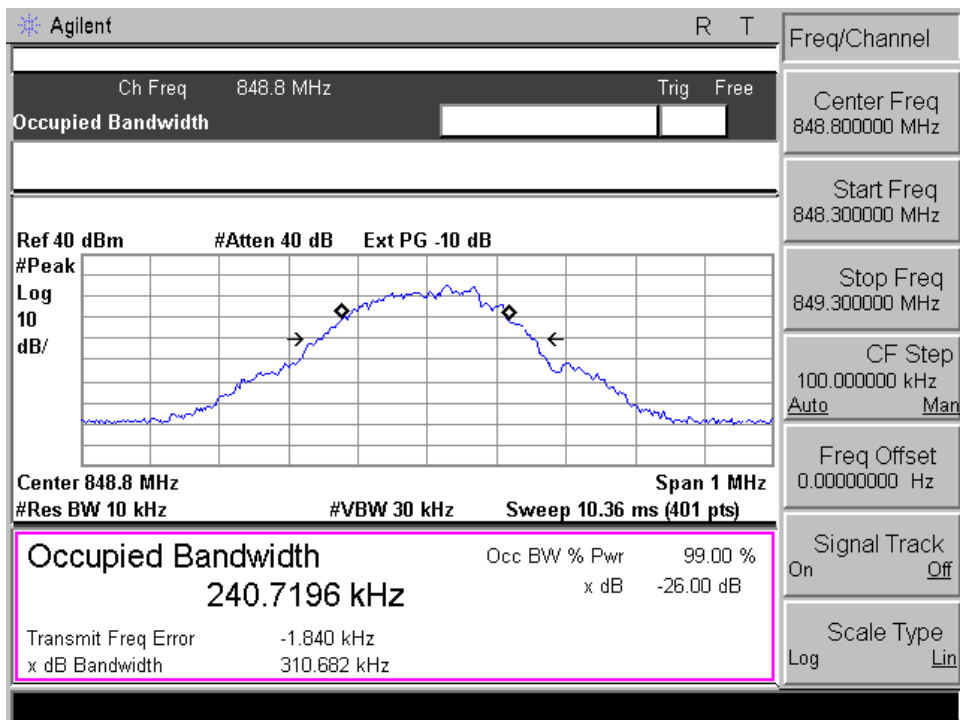 Agilent R T
Ch Freq 848.8 MHz Trig Free
Occupied Bandwidth
Ref 40 dBm #Atten 40 dB Ext PG -10 dB
#Peak
Log
10
dB/
Center 848.8 MHz Span 1 MHz
#Res BW 10 kHz #VBW 30 kHz Sweep 10.36 ms (401 pts)
Occupied Bandwidth Occ BW % Pwr 99.00 %
240.7196 kHz x dB -26.00 dB
Transmit Freq Error -1.840 kHz
x dB Bandwidth 310.682 kHz
Freq/Channel
Center Freq
848.800000 MHz
Start Freq
848.300000 MHz
Stop Freq
849.300000 MHz
CF Step
100.000000 kHz
Auto Man
Freq Offset
0.00000000 Hz
Signal Track
On Off
Scale Type
Log Lin